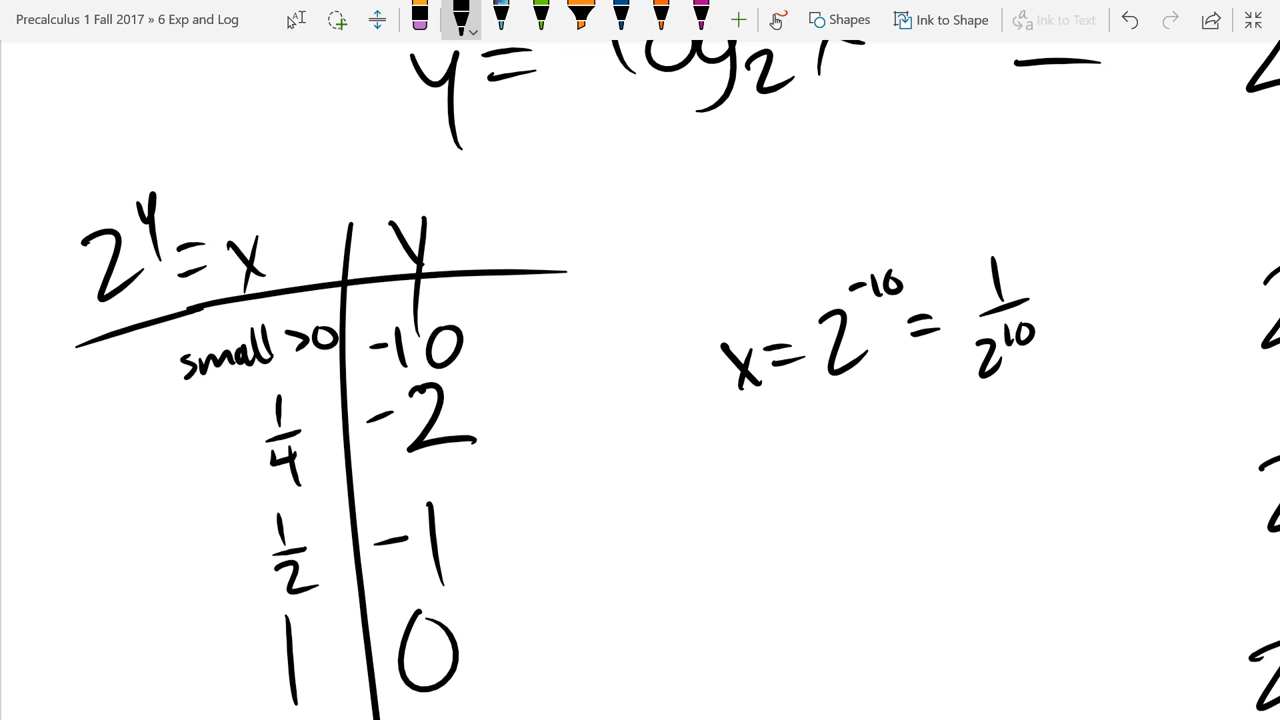 Precalculus 1 Fall 2017 » 6 Exp and Log
Shapes
Ink to Shape
Ink to Text
y = log₂ x
2^y = x | y
small >0 | -10
1/4 | -2
1/2 | -1
1 | 0
x = 2^-10 = 1/2^10